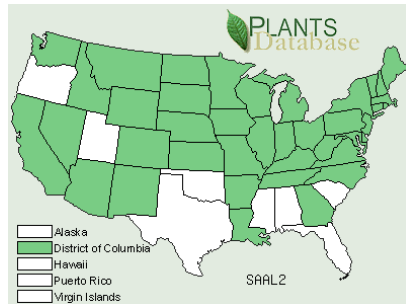 PLANTS
Database
Alaska
District of Columbia
Hawaii
Puerto Rico
Virgin Islands
SAAL2